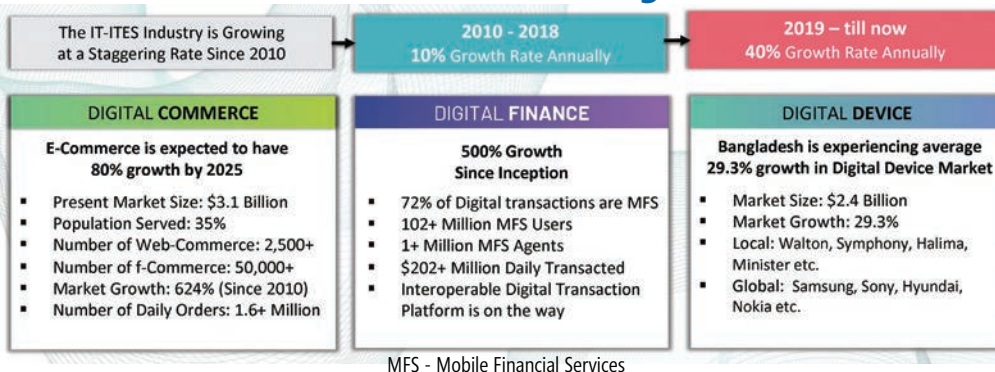 The IT-ITES Industry is Growing
at a Staggering Rate Since 2010
2010 - 2018
10% Growth Rate Annually
2019 – till now
40% Growth Rate Annually
DIGITAL COMMERCE
E-Commerce is expected to have
80% growth by 2025
▪ Present Market Size: $3.1 Billion
▪ Population Served: 35%
▪ Number of Web-Commerce: 2,500+
▪ Number of f-Commerce: 50,000+
▪ Market Growth: 624% (Since 2010)
▪ Number of Daily Orders: 1.6+ Million
DIGITAL FINANCE
500% Growth
Since Inception
▪ 72% of Digital transactions are MFS
▪ 102+ Million MFS Users
▪ 1+ Million MFS Agents
▪ $202+ Million Daily Transacted
▪ Interoperable Digital Transaction
Platform is on the way
DIGITAL DEVICE
Bangladesh is experiencing average
29.3% growth in Digital Device Market
▪ Market Size: $2.4 Billion
▪ Market Growth: 29.3%
▪ Local: Walton, Symphony, Halima,
Minister etc.
▪ Global: Samsung, Sony, Hyundai,
Nokia etc.
MFS - Mobile Financial Services